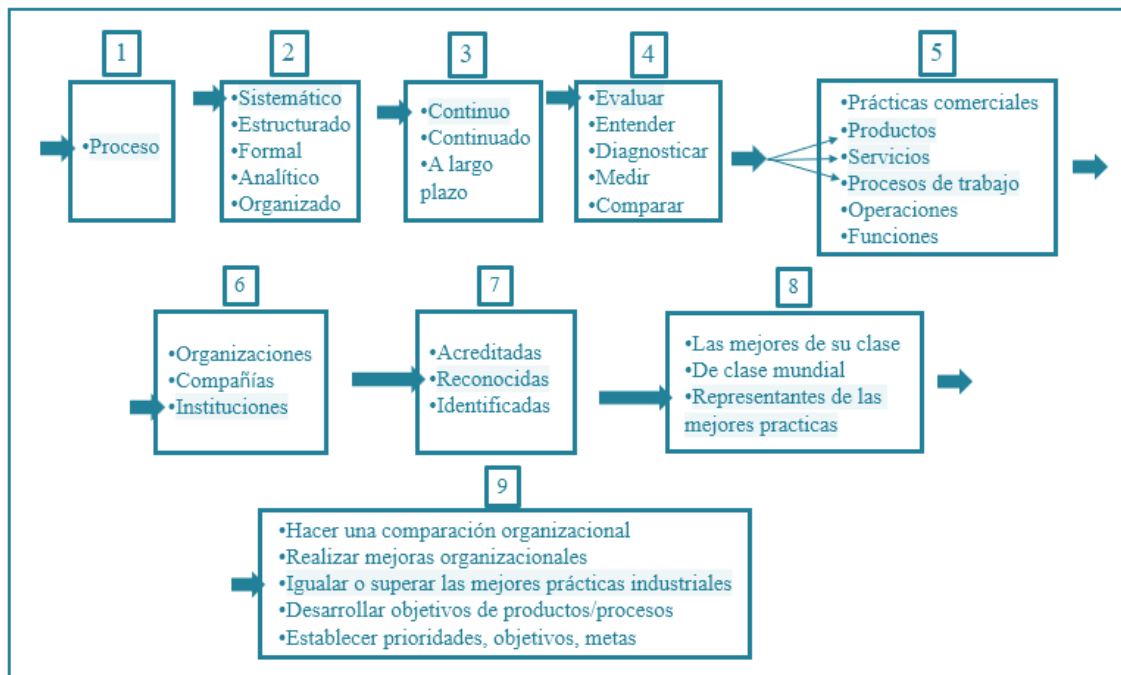 1
•Proceso
2
•Sistemático
•Estructurado
•Formal
•Analítico
•Organizado
3
•Continuo
•Continuado
•A largo
plazo
4
•Evaluar
•Entender
•Diagnosticar
•Medir
•Comparar
5
•Prácticas comerciales
•Productos
•Servicios
•Procesos de trabajo
•Operaciones
•Funciones
6
•Organizaciones
•Compañías
•Instituciones
7
•Acreditadas
•Reconocidas
•Identificadas
8
•Las mejores de su clase
•De clase mundial
•Representantes de las
mejores practicas
9
•Hacer una comparación organizacional
•Realizar mejoras organizacionales
•Igualar o superar las mejores prácticas industriales
•Desarrollar objetivos de productos/procesos
•Establecer prioridades, objetivos, metas